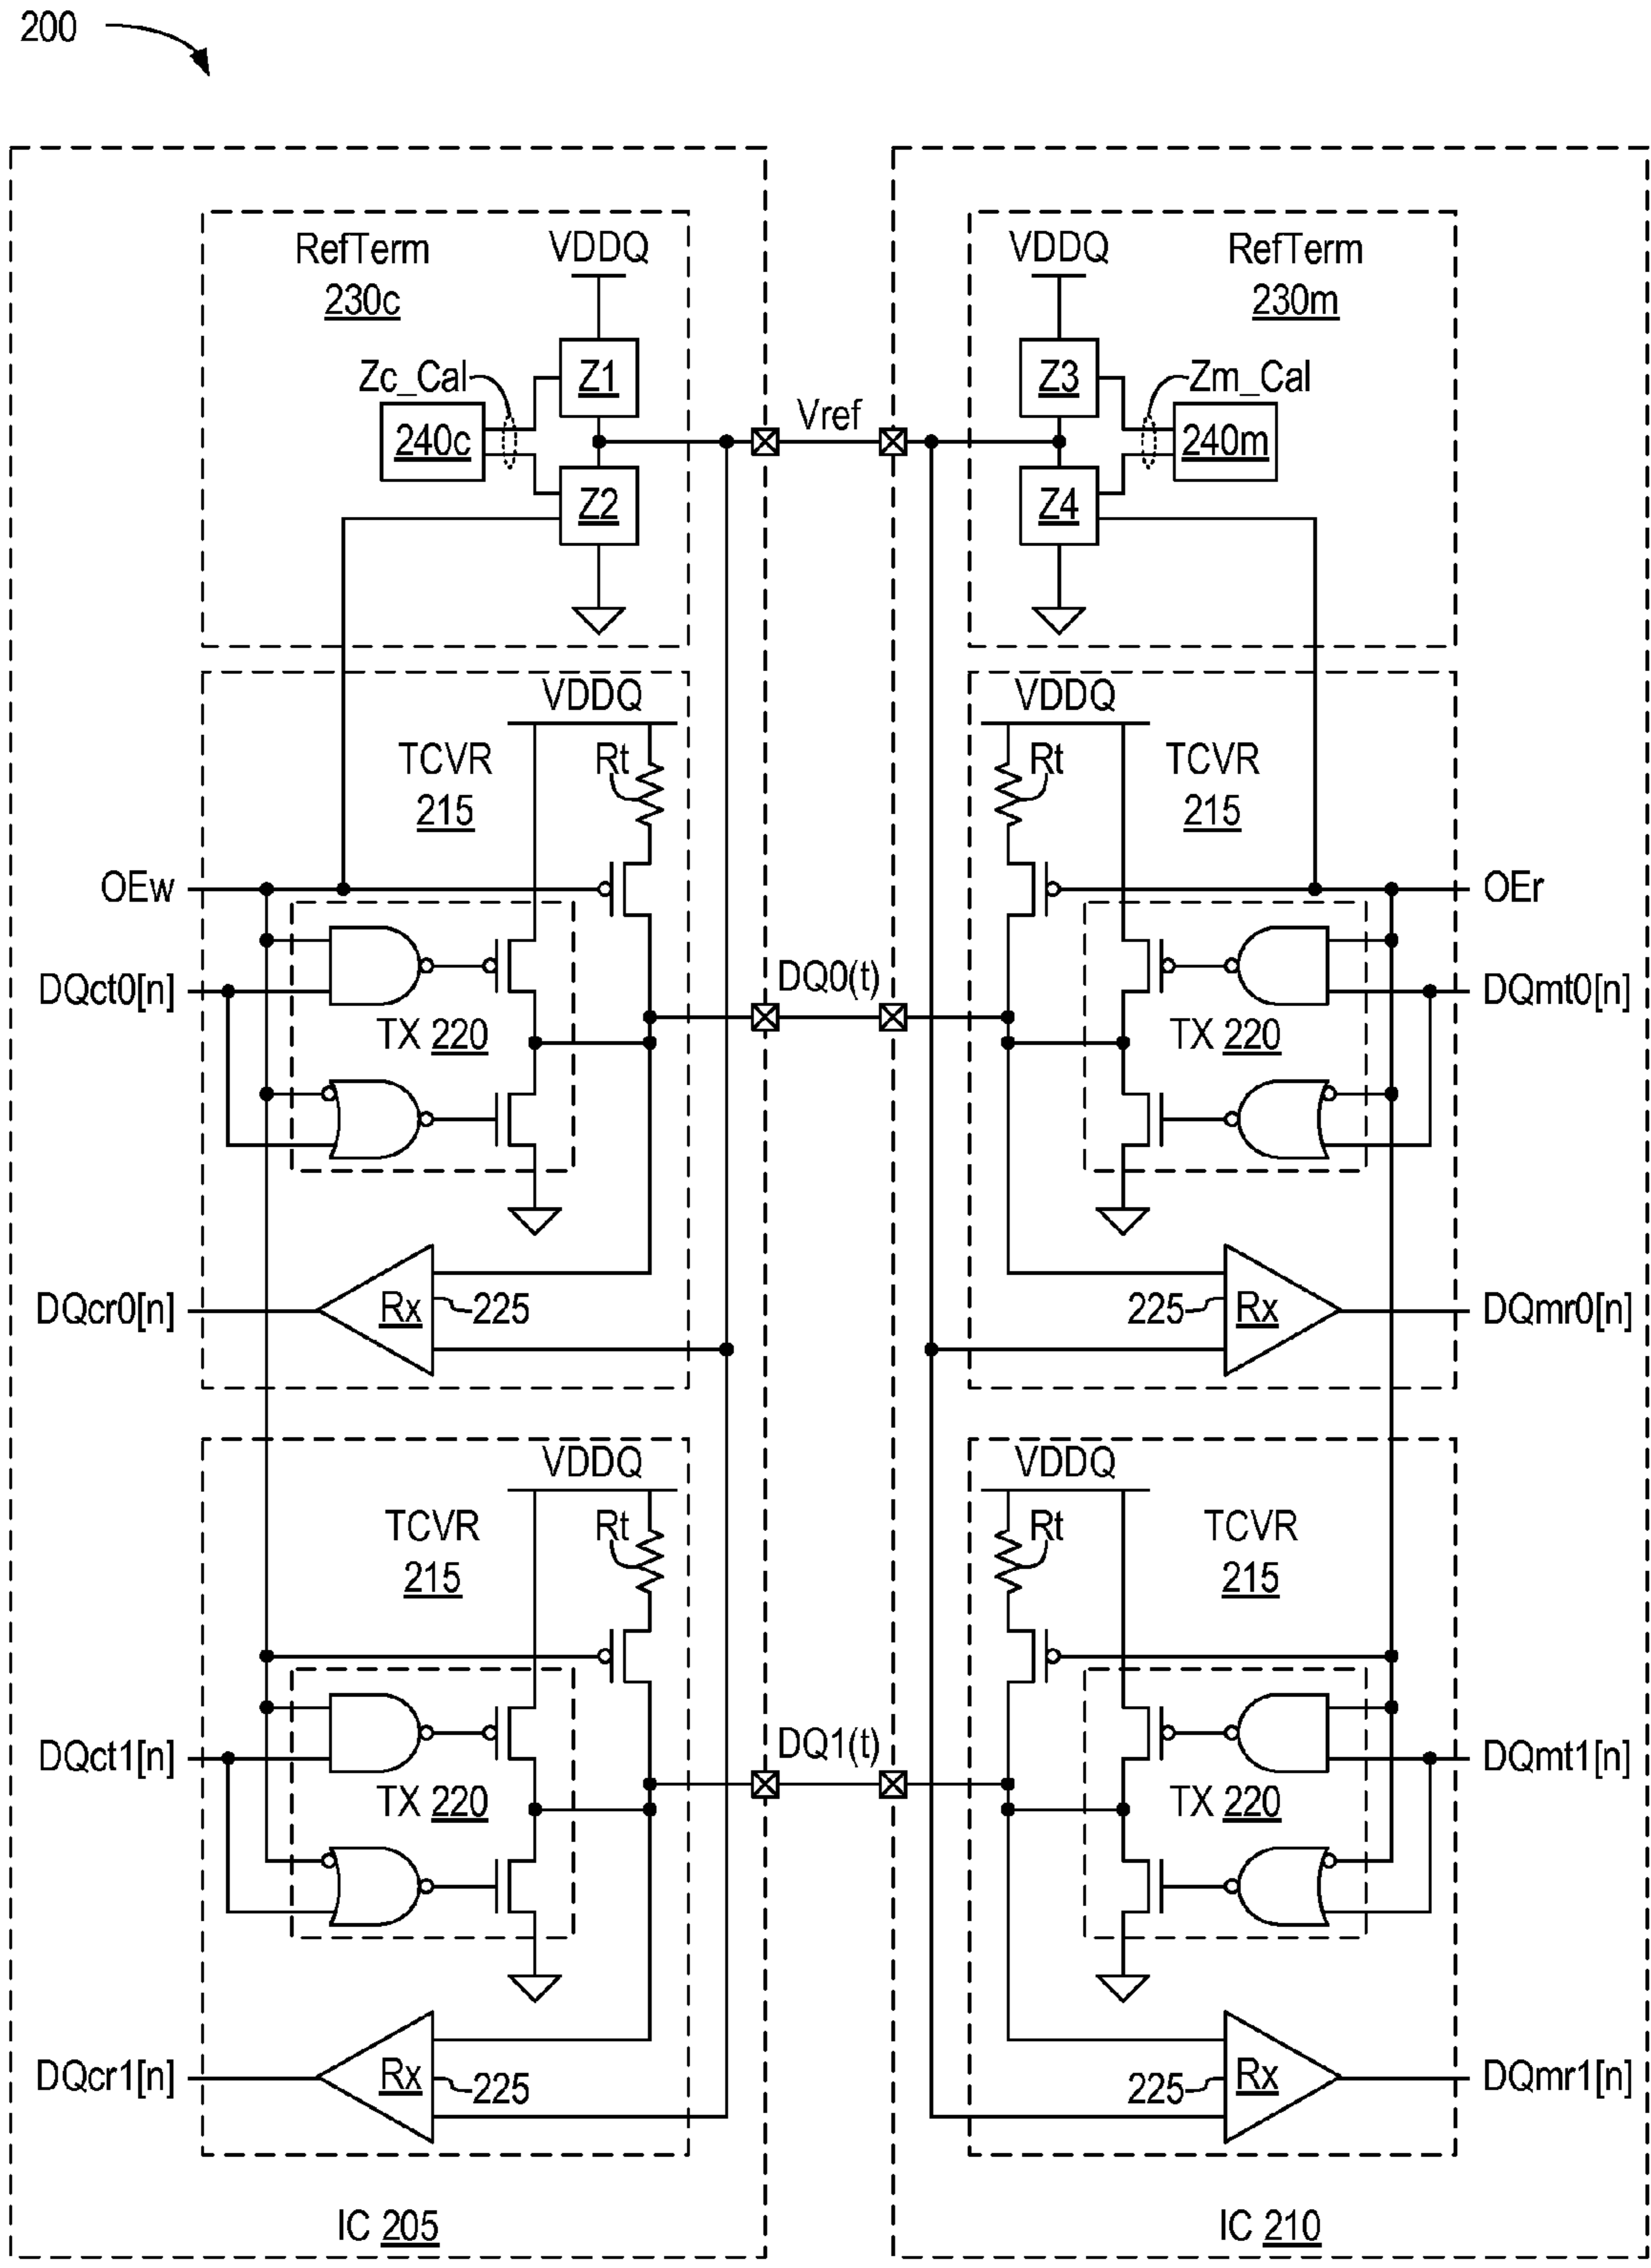 200
RefTerm
230c
VDDQ
Zc_Cal
Z1
240c
Z2
Vref
VDDQ
RefTerm
230m
Z3
Zm_Cal
240m
Z4
VDDQ
TCVR
215
Rt
OEw
DQct0[n]
TX 220
DQcr0[n]
Rx
225
DQ0(t)
VDDQ
Rt
TCVR
215
OEr
DQmt0[n]
TX 220
225
Rx
DQmr0[n]
VDDQ
TCVR
215
Rt
DQct1[n]
TX 220
DQcr1[n]
Rx
225
DQ1(t)
VDDQ
Rt
TCVR
215
DQmt1[n]
TX 220
225
Rx
DQmr1[n]
IC 205
IC 210